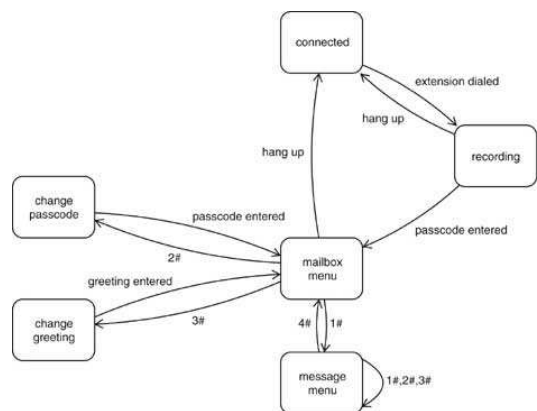 connected
extension dialed
hang up
recording
hang up
change
passcode
passcode entered
passcode entered
2#
mailbox
menu
greeting entered
3#
change
greeting
4#
1#
message
menu
1#,2#,3#